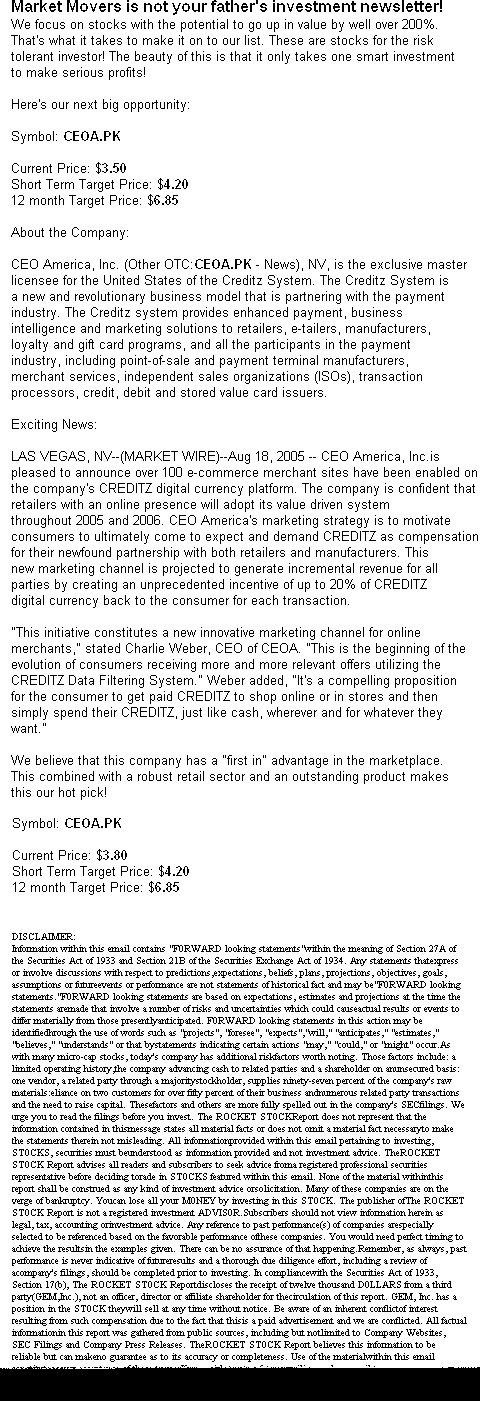 Market Movers is not your father's investment newsletter!
We focus on stocks with the potential to go up in value by well over 200%.
That's what it takes to make it on to our list. These are stocks for the risk
tolerant investor! The beauty of this is that it only takes one smart investment
to make serious profits!
Here's our next big opportunity:
Symbol: CEOA.PK
Current Price: $3.50
Short Term Target Price: $4.20
12 month Target Price: $6.85
About the Company:
CEO America, Inc. (Other OTC:CEOA.PK - News), NV, is the exclusive master
licensee for the United States of the Creditz System. The Creditz System is
a new and revolutionary business model that is partnering with the payment
industry. The Creditz system provides enhanced payment, business
intelligence and marketing solutions to retailers, e-tailers, manufacturers,
loyalty and gift card programs, and all the participants in the payment
industry, including point-of-sale and payment terminal manufacturers,
merchant services, independent sales organizations (ISOs), transaction
processors, credit, debit and stored value card issuers.
Exciting News:
LAS VEGAS, NV--(MARKET WIRE)--Aug 18, 2005 -- CEO America, Inc.is
pleased to announce over 100 e-commerce merchant sites have been enabled on
the company's CREDITZ digital currency platform. The company is confident that
retailers with an online presence will adopt its value driven system
throughout 2005 and 2006. CEO America's marketing strategy is to motivate
consumers to ultimately come to expect and demand CREDITZ as compensation
for their newfound partnership with both retailers and manufacturers. This
new marketing channel is projected to generate incremental revenue for all
parties by creating an unprecedented incentive of up to 20% of CREDITZ
digital currency back to the consumer for each transaction.
"This initiative constitutes a new innovative marketing channel for online
merchants," stated Charlie Weber, CEO of CEOA. "This is the beginning of the
evolution of consumers receiving more and more relevant offers utilizing the
CREDITZ Data Filtering System." Weber added, "It's a compelling proposition
for the consumer to get paid CREDITZ to shop online or in stores and then
simply spend their CREDITZ, just like cash, wherever and for whatever they
want."
We believe that this company has a "first in" advantage in the marketplace.
This combined with a robust retail sector and an outstanding product makes
this our hot pick!
Symbol: CEOA.PK
Current Price: $3.80
Short Term Target Price: $4.20
12 month Target Price: $6.85
DISCLAIMER:
Information within this email contains "F0RWARD looking statements"within the meaning of Section 27A of
the Securities Act of 1933 and Section 21B of the Securities Exchange Act of 1934. Any statements thatexpress
or involve discussions with respect to predictions,expectations, beliefs, plans, projections, objectives, goals,
assumptions or futureevents or performance are not statements of historical fact and may be"F0RWARD looking
statements."F0RWARD looking statements are based on expectations, estimates and projections at the time the
statements aremade that involve a number of risks and uncertainties which could causeactual results or events to
differ materially from those presentlyanticipated. F0RWARD looking statements in this action may be
identifiedthrough the use of words such as "projects", "foresee", "expects","will," "anticipates," "estimates,"
"believes," "understands" or that bystatements indicating certain actions "may," "could," or "might" occur.As
with many micro-cap stocks, today's company has additional riskfactors worth noting. Those factors include: a
limited operating history,the company advancing cash to related parties and a shareholder on anunsecured basis:
one vendor, a related party through a majoritystockholder, supplies ninety-seven percent of the company's raw
materials:eliance on two customers for over fifty percent of their business andnumerous related party transactions
and the need to raise capital. Thesefactors and others are more fully spelled out in the company's SECfilings. We
urge you to read the filings before you invest. The ROCKET ST0CKReport does not represent that the
information contained in thismessage states all material facts or does not omit a material fact necessaryto make
the statements therein not misleading. All informationprovided within this email pertaining to investing,
ST0CKS, securities must beunderstood as information provided and not investment advice. TheROCKET
ST0CK Report advises all readers and subscribers to seek advice froma registered professional securities
representative before deciding torade in ST0CKS featured within this email. None of the material withinthis
report shall be construed as any kind of investment advice orsolicitation. Many of these companies are on the
verge of bankruptcy. Youcan lose all your M0NEY by investing in this ST0CK. The publisher ofThe ROCKET
ST0CK Report is not a registered investment ADVIS0R.Subscribers should not view information herein as
legal, tax, accounting orinvestment advice. Any reference to past performance(s) of companies arespecially
selected to be referenced based on the favorable performance ofthese companies. You would need perfect timing to
achieve the resultsin the examples given. There can be no assurance of that happening.Remember, as always, past
performance is never indicative of futureresults and a thorough due diligence effort, including a review of
acompany's filings, should be completed prior to investing. In compliancewith the Securities Act of 1933,
Section 17(b), The ROCKET ST0CK Reportdiscloses the receipt of twelve thousand D0LLARS from a third
party(GEM,Inc.), not an officer, director or affiliate shareholder for thecirculation of this report. GEM, Inc. has a
position in the ST0CK theywill sell at any time without notice. Be aware of an inherent conflictof interest
resulting from such compensation due to the fact that thisis a paid advertisement and we are conflicted. All factual
informationin this report was gathered from public sources, including but notlimited to Company Websites,
SEC Filings and Company Press Releases. TheROCKET ST0CK Report believes this information to be
reliable but can makeno guarantee as to its accuracy or completeness. Use of the materialwithin this email